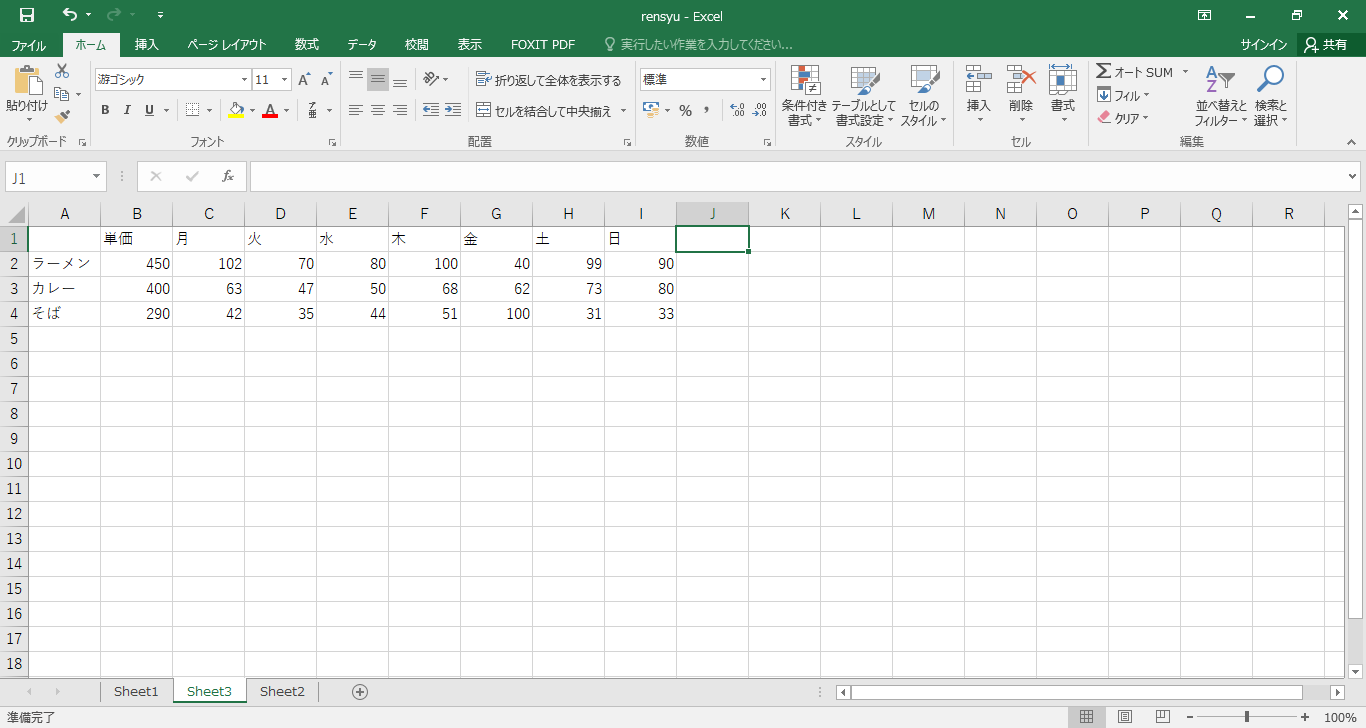 rensyu - Excel
ファイル ホーム 挿入 ページ レイアウト 数式 データ 校閲 表示 FOXIT PDF 実行したい作業を入力してください... サインイン 共有
貼り付け 游ゴシック 11 折り返して全体を表示する 標準 条件付き書式 テーブルとして書式設定 セルのスタイル 挿入 削除 書式 Σ オート SUM 並べ替えとフィルター 検索と選択
フィル
B I U セルを結合して中央揃え % , クリア
クリップボード フォント 配置 数値 スタイル セル 編集
J1 fx
A B C D E F G H I J K L M N O P Q R
1 単価 月 火 水 木 金 土 日
2 ラーメン 450 102 70 80 100 40 99 90
3 カレー 400 63 47 50 68 62 73 80
4 そば 290 42 35 44 51 100 31 33
5
6
7
8
9
10
11
12
13
14
15
16
17
18
Sheet1 Sheet3 Sheet2
準備完了 100%